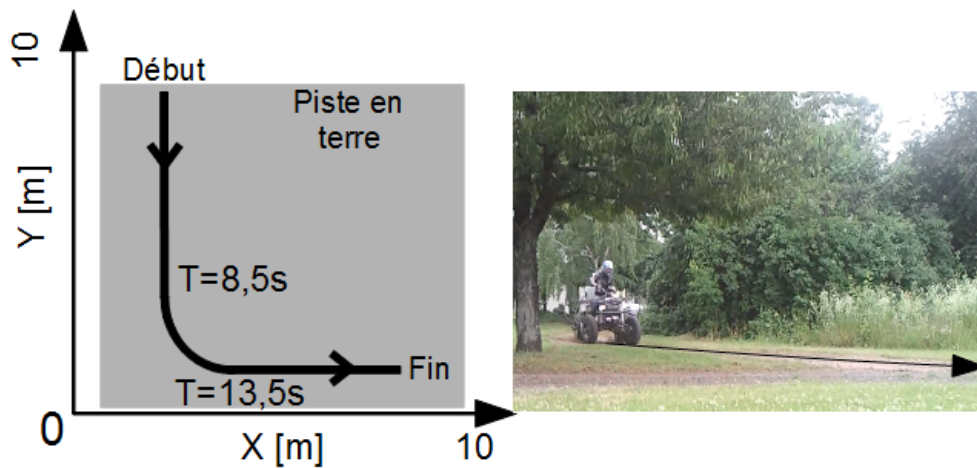 10
Début
Piste en
terre
Y [m]
T=8,5s
Fin
T=13,5s
0
X [m]
10